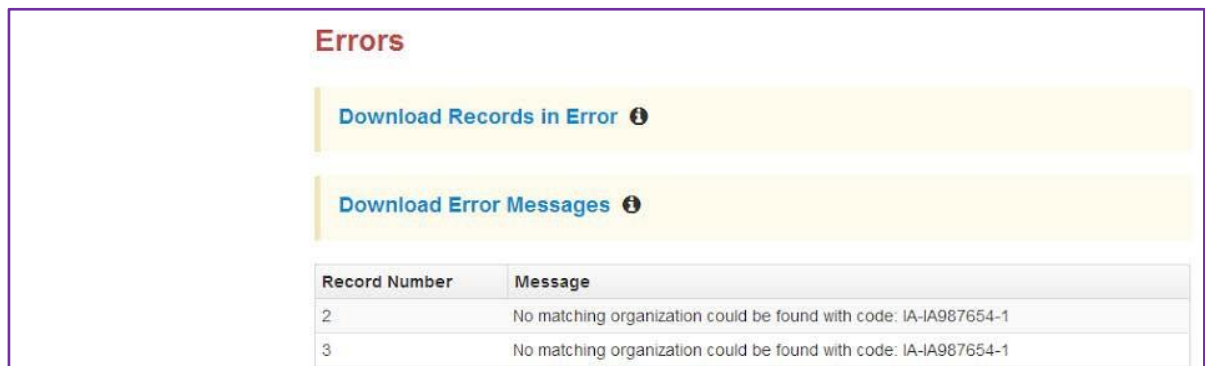 Errors
Download Records in Error
Download Error Messages
Record Number Message
2 No matching organization could be found with code: IA-IA987654-1
3 No matching organization could be found with code: IA-IA987654-1